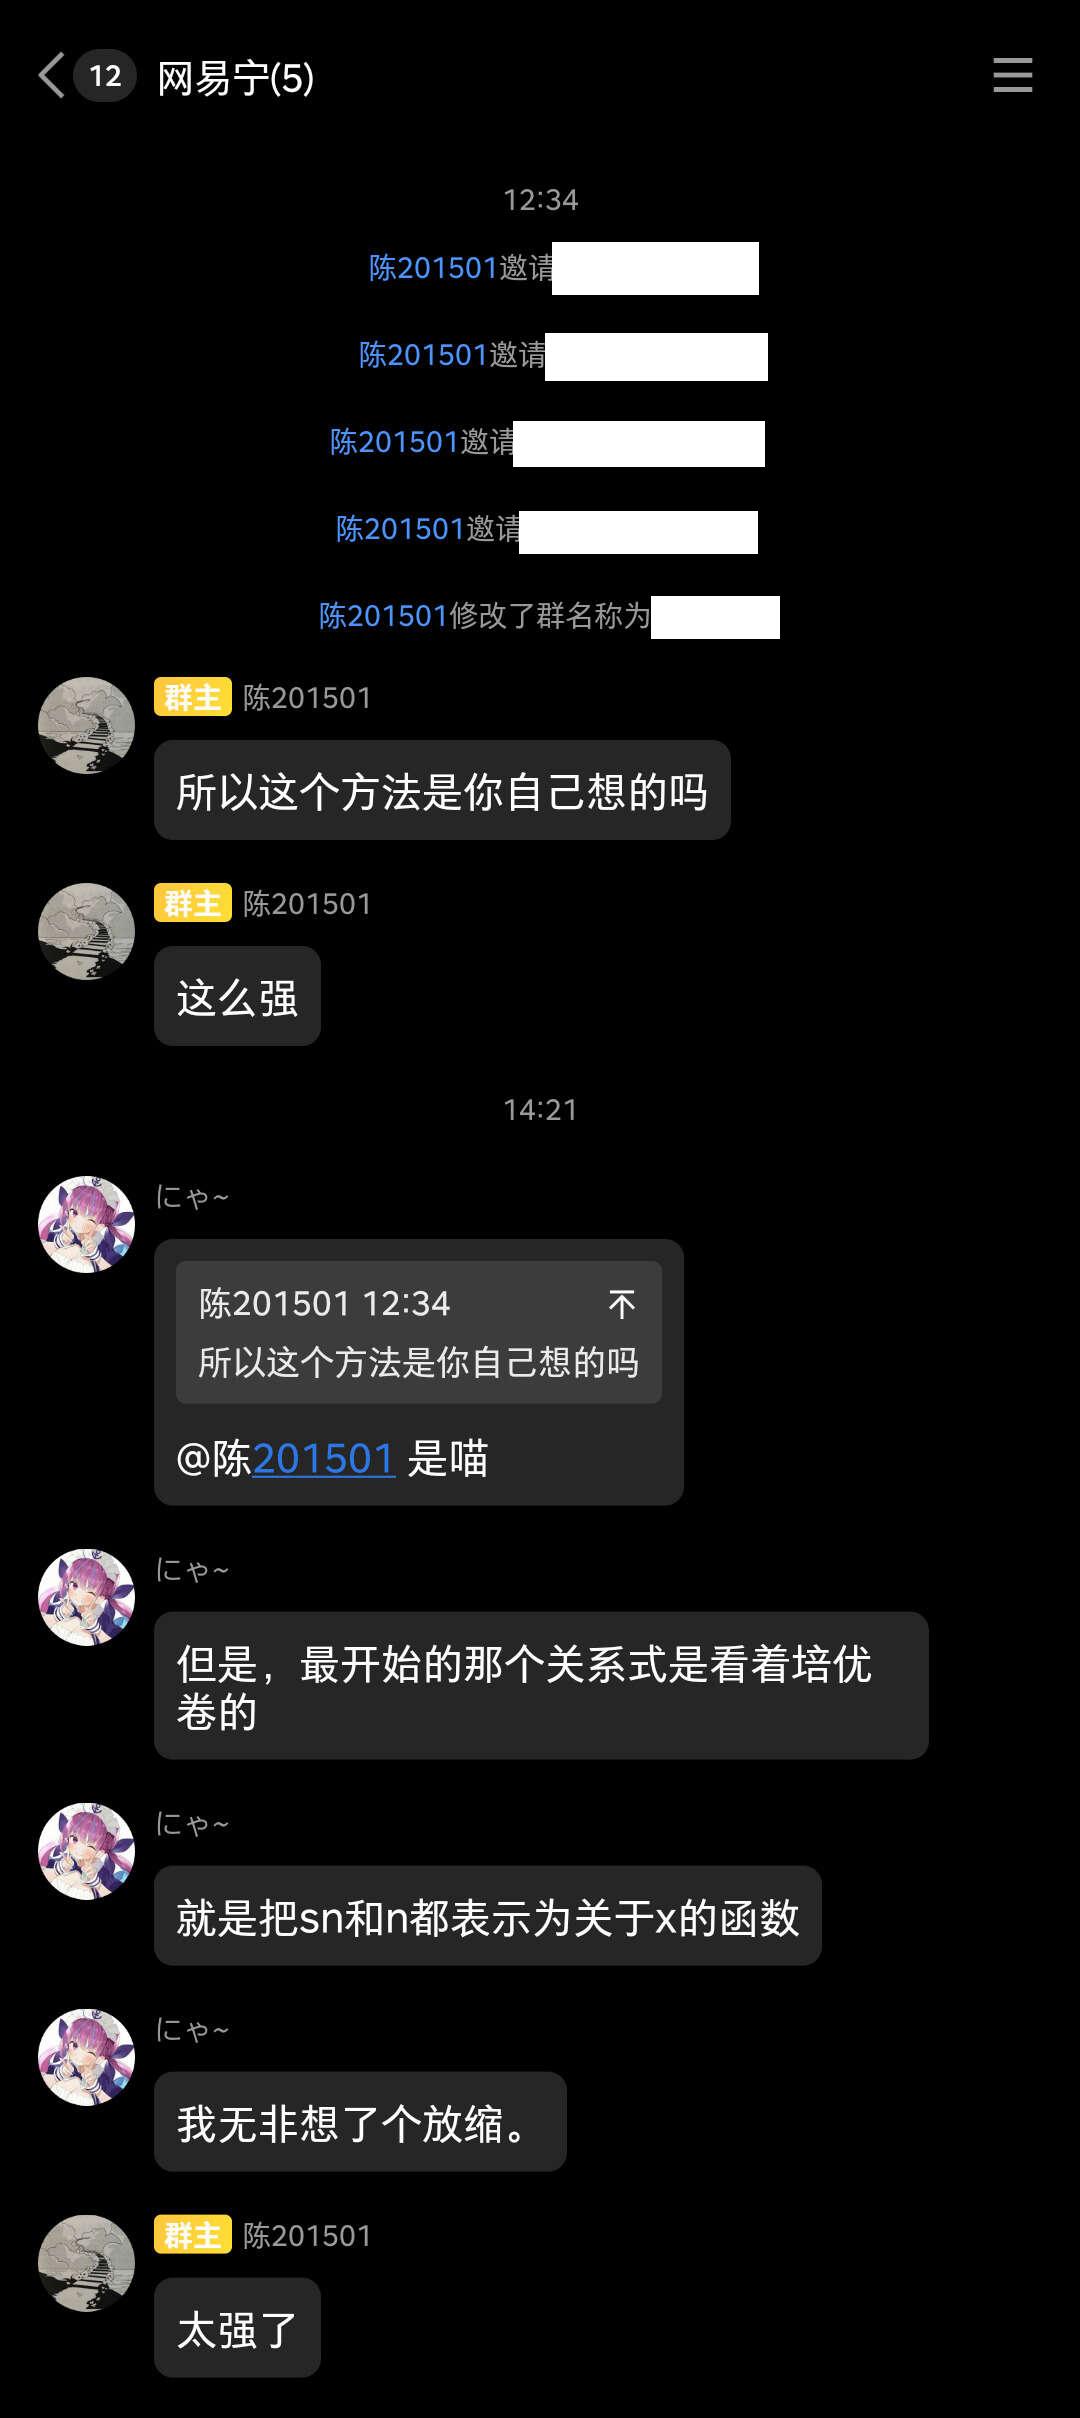 12
网易宁(5)
12:34
陈201501邀请
陈201501邀请
陈201501邀请
陈201501邀请
陈201501修改了群名称为
群主 陈201501
所以这个方法是你自己想的吗
群主 陈201501
这么强
14:21
にゃ~
陈201501 12:34
所以这个方法是你自己想的吗
@陈201501 是喵
にゃ~
但是，最开始的那个关系式是看着培优
卷的
にゃ~
就是把sn和n都表示为关于x的函数
にゃ~
我无非想了个放缩。
群主 陈201501
太强了